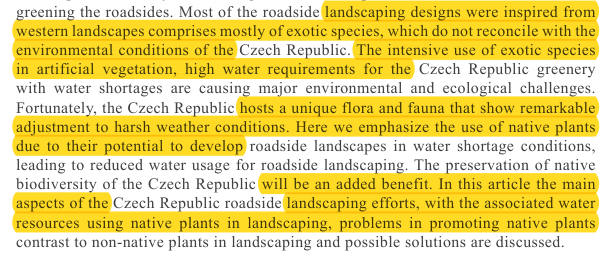 greening the roadsides. Most of the roadside landscaping designs were inspired from
western landscapes comprises mostly of exotic species, which do not reconcile with the
environmental conditions of the Czech Republic. The intensive use of exotic species
in artificial vegetation, high water requirements for the Czech Republic greenery
with water shortages are causing major environmental and ecological challenges.
Fortunately, the Czech Republic hosts a unique flora and fauna that show remarkable
adjustment to harsh weather conditions. Here we emphasize the use of native plants
due to their potential to develop roadside landscapes in water shortage conditions,
leading to reduced water usage for roadside landscaping. The preservation of native
biodiversity of the Czech Republic will be an added benefit. In this article the main
aspects of the Czech Republic roadside landscaping efforts, with the associated water
resources using native plants in landscaping, problems in promoting native plants
contrast to non-native plants in landscaping and possible solutions are discussed.